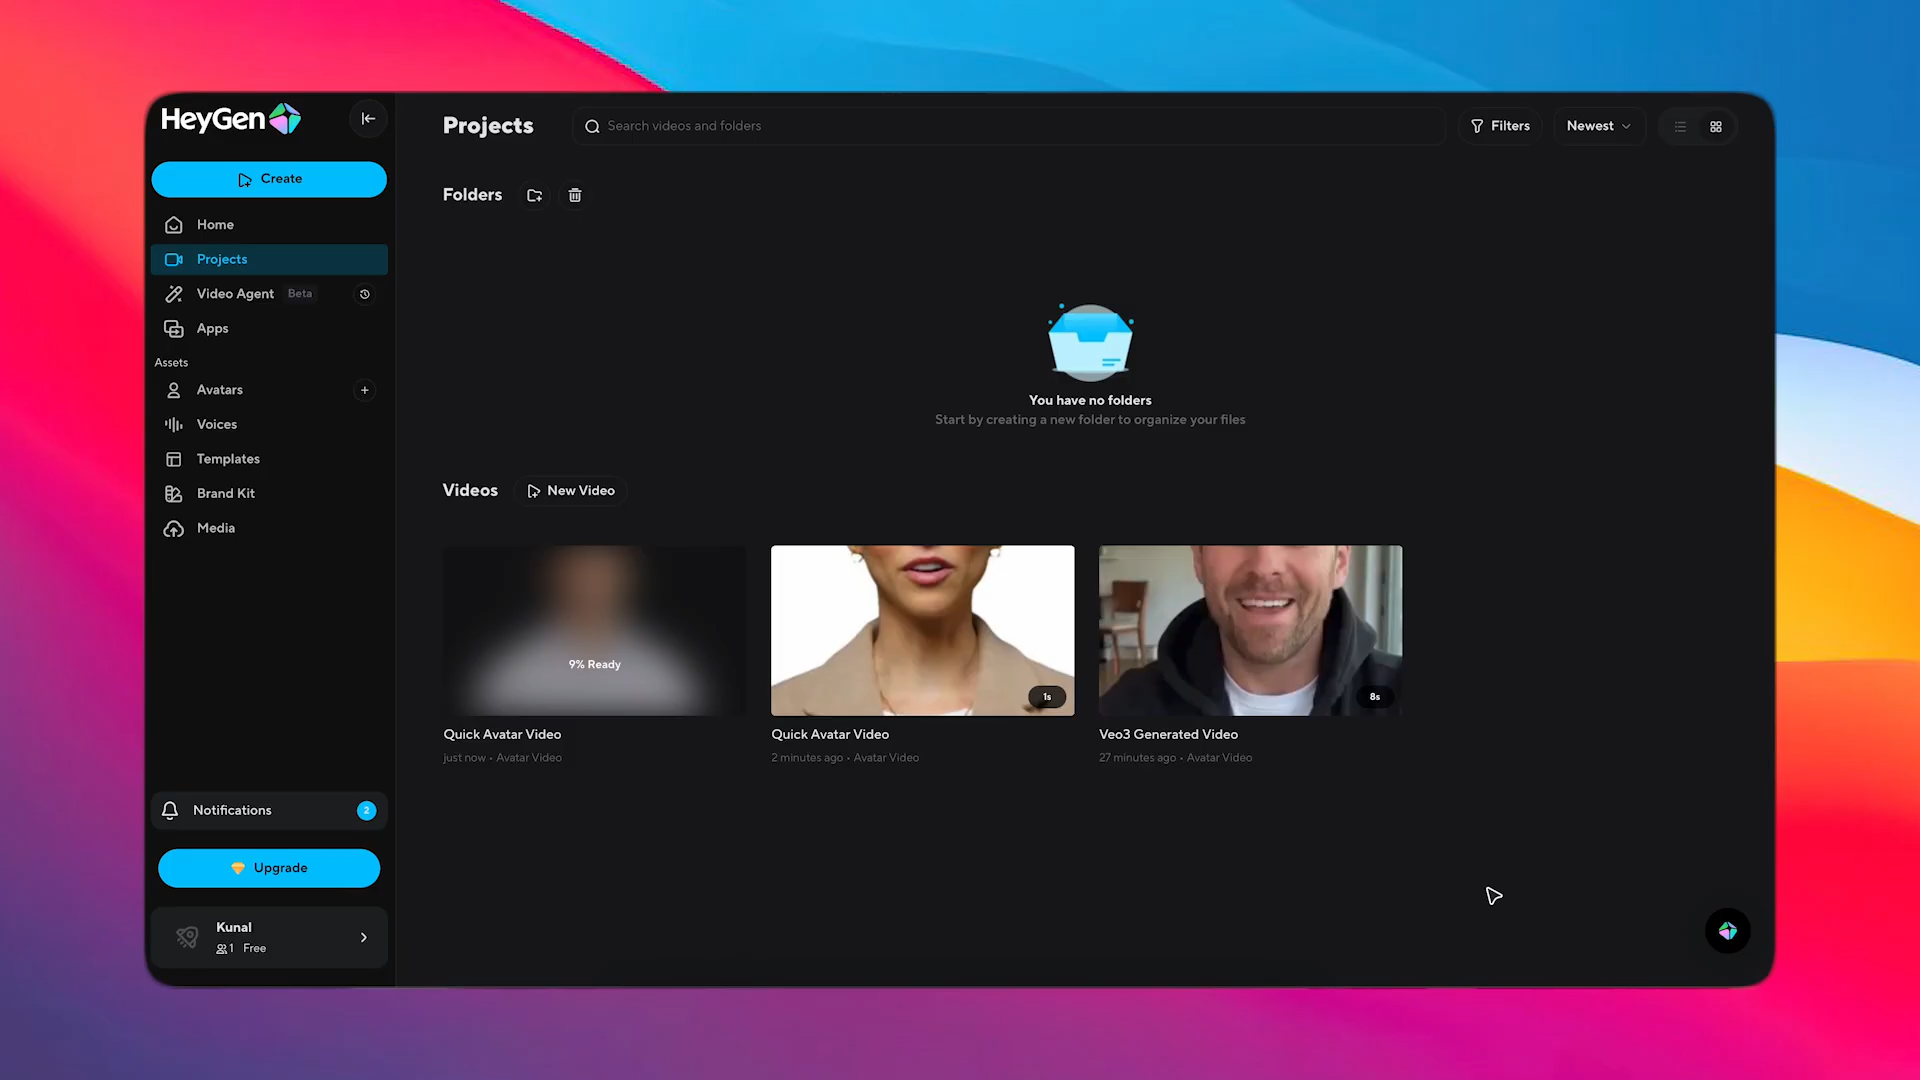 HeyGen
Create
Home
Projects
Video Agent Beta
Apps
Assets
Avatars
Voices
Templates
Brand Kit
Media
Notifications 2
Upgrade
Kunal
1 Free
Projects
Search videos and folders
Filters
Newest
Folders
You have no folders
Start by creating a new folder to organize your files
Videos
New Video
9% Ready
1s
8s
Quick Avatar Video
just now • Avatar Video
Quick Avatar Video
2 minutes ago • Avatar Video
Veo3 Generated Video
27 minutes ago • Avatar Video